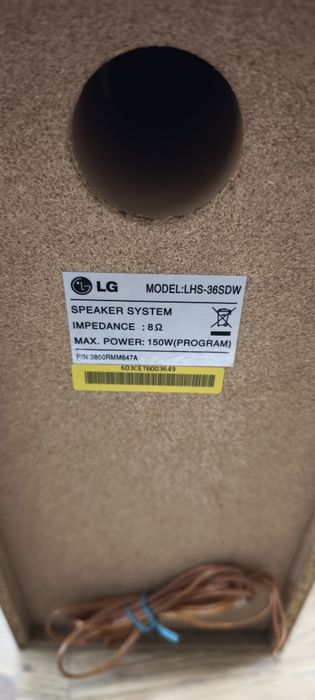 LG MODEL:LHS-36SDW
SPEAKER SYSTEM
IMPEDANCE : 8Ω
MAX. POWER: 150W(PROGRAM)
P/N:3850RMM647A
603CETB003649